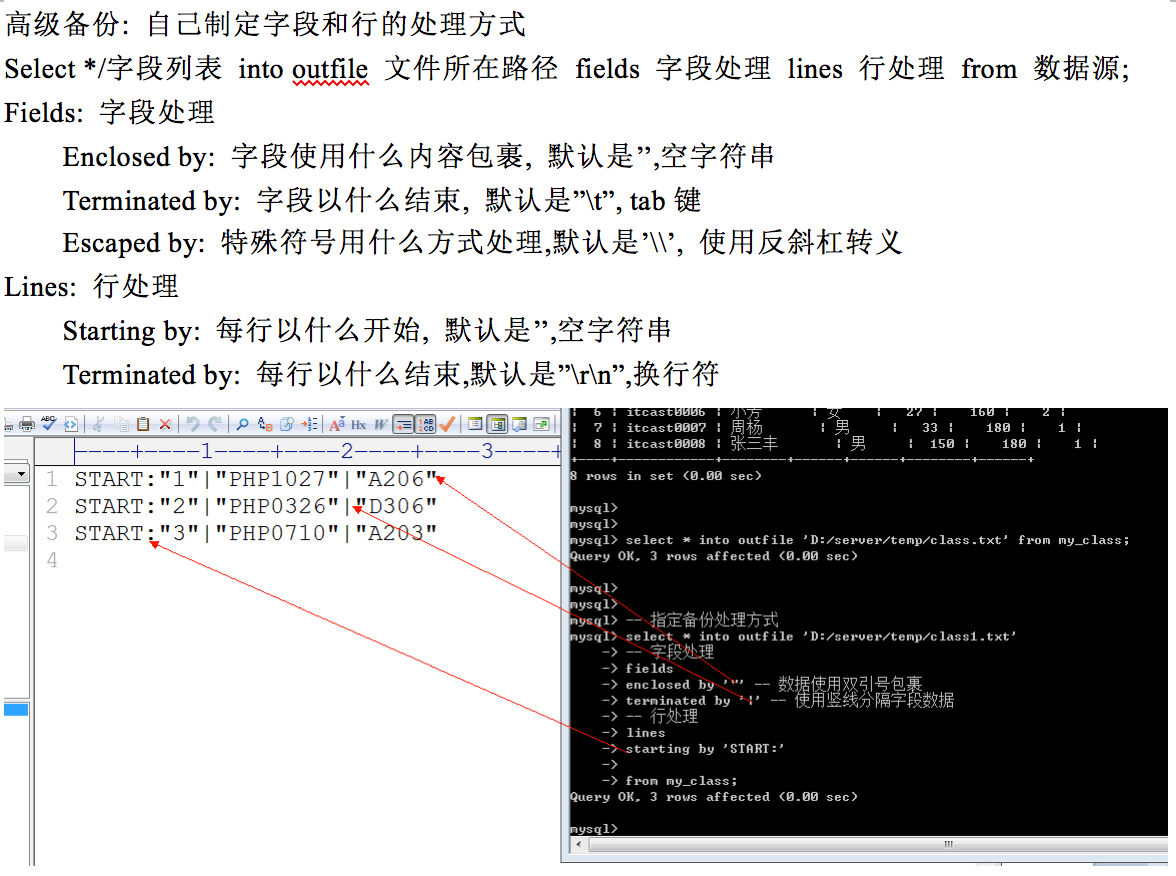 高级备份: 自己制定字段和行的处理方式
Select */字段列表 into outfile 文件所在路径 fields 字段处理 lines 行处理 from 数据源;
Fields: 字段处理
Enclosed by: 字段使用什么内容包裹, 默认是’’,空字符串
Terminated by: 字段以什么结束, 默认是”\t”, tab 键
Escaped by: 特殊符号用什么方式处理,默认是’\\’, 使用反斜杠转义
Lines: 行处理
Starting by: 每行以什么开始, 默认是’’,空字符串
Terminated by: 每行以什么结束,默认是”\r\n”,换行符
1 START:"1"|"PHP1027"|"A206"
2 START:"2"|"PHP0326"|"D306"
3 START:"3"|"PHP0710"|"A203"
4
| 6 | itcast0006 | 小芳 | 女 | 27 | 160 | 2 |
| 7 | itcast0007 | 周杨 | 男 | 33 | 180 | 1 |
| 8 | itcast0008 | 张三丰 | 男 | 150 | 180 | 1 |
8 rows in set (0.00 sec)
mysql>
mysql>
mysql> select * into outfile 'D:/server/temp/class.txt' from my_class;
Query OK, 3 rows affected (0.00 sec)
mysql>
mysql>
mysql> -- 指定备份处理方式
mysql> select * into outfile 'D:/server/temp/class1.txt'
-> -- 字段处理
-> fields
-> enclosed by '"' -- 数据使用双引号包裹
-> terminated by '|' -- 使用竖线分隔字段数据
-> -- 行处理
-> lines
-> starting by 'START:'
->
-> from my_class;
Query OK, 3 rows affected (0.00 sec)
mysql>